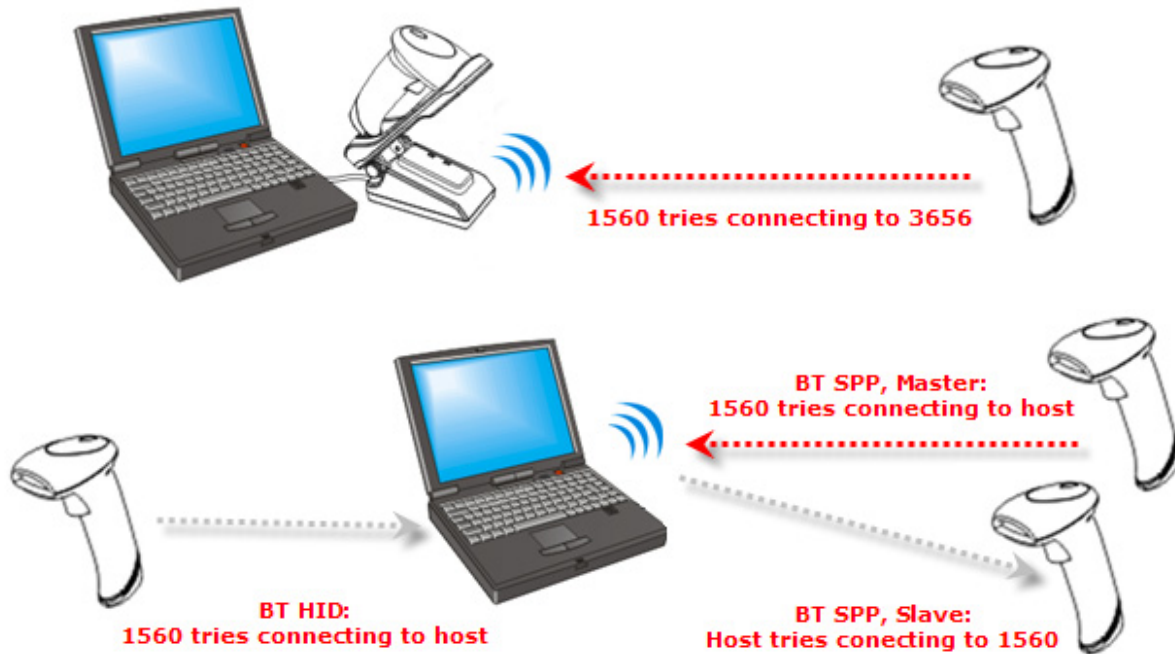 1560 tries connecting to 3656
BT SPP, Master:
1560 tries connecting to host
BT HID:
1560 tries connecting to host
BT SPP, Slave:
Host tries conecting to 1560